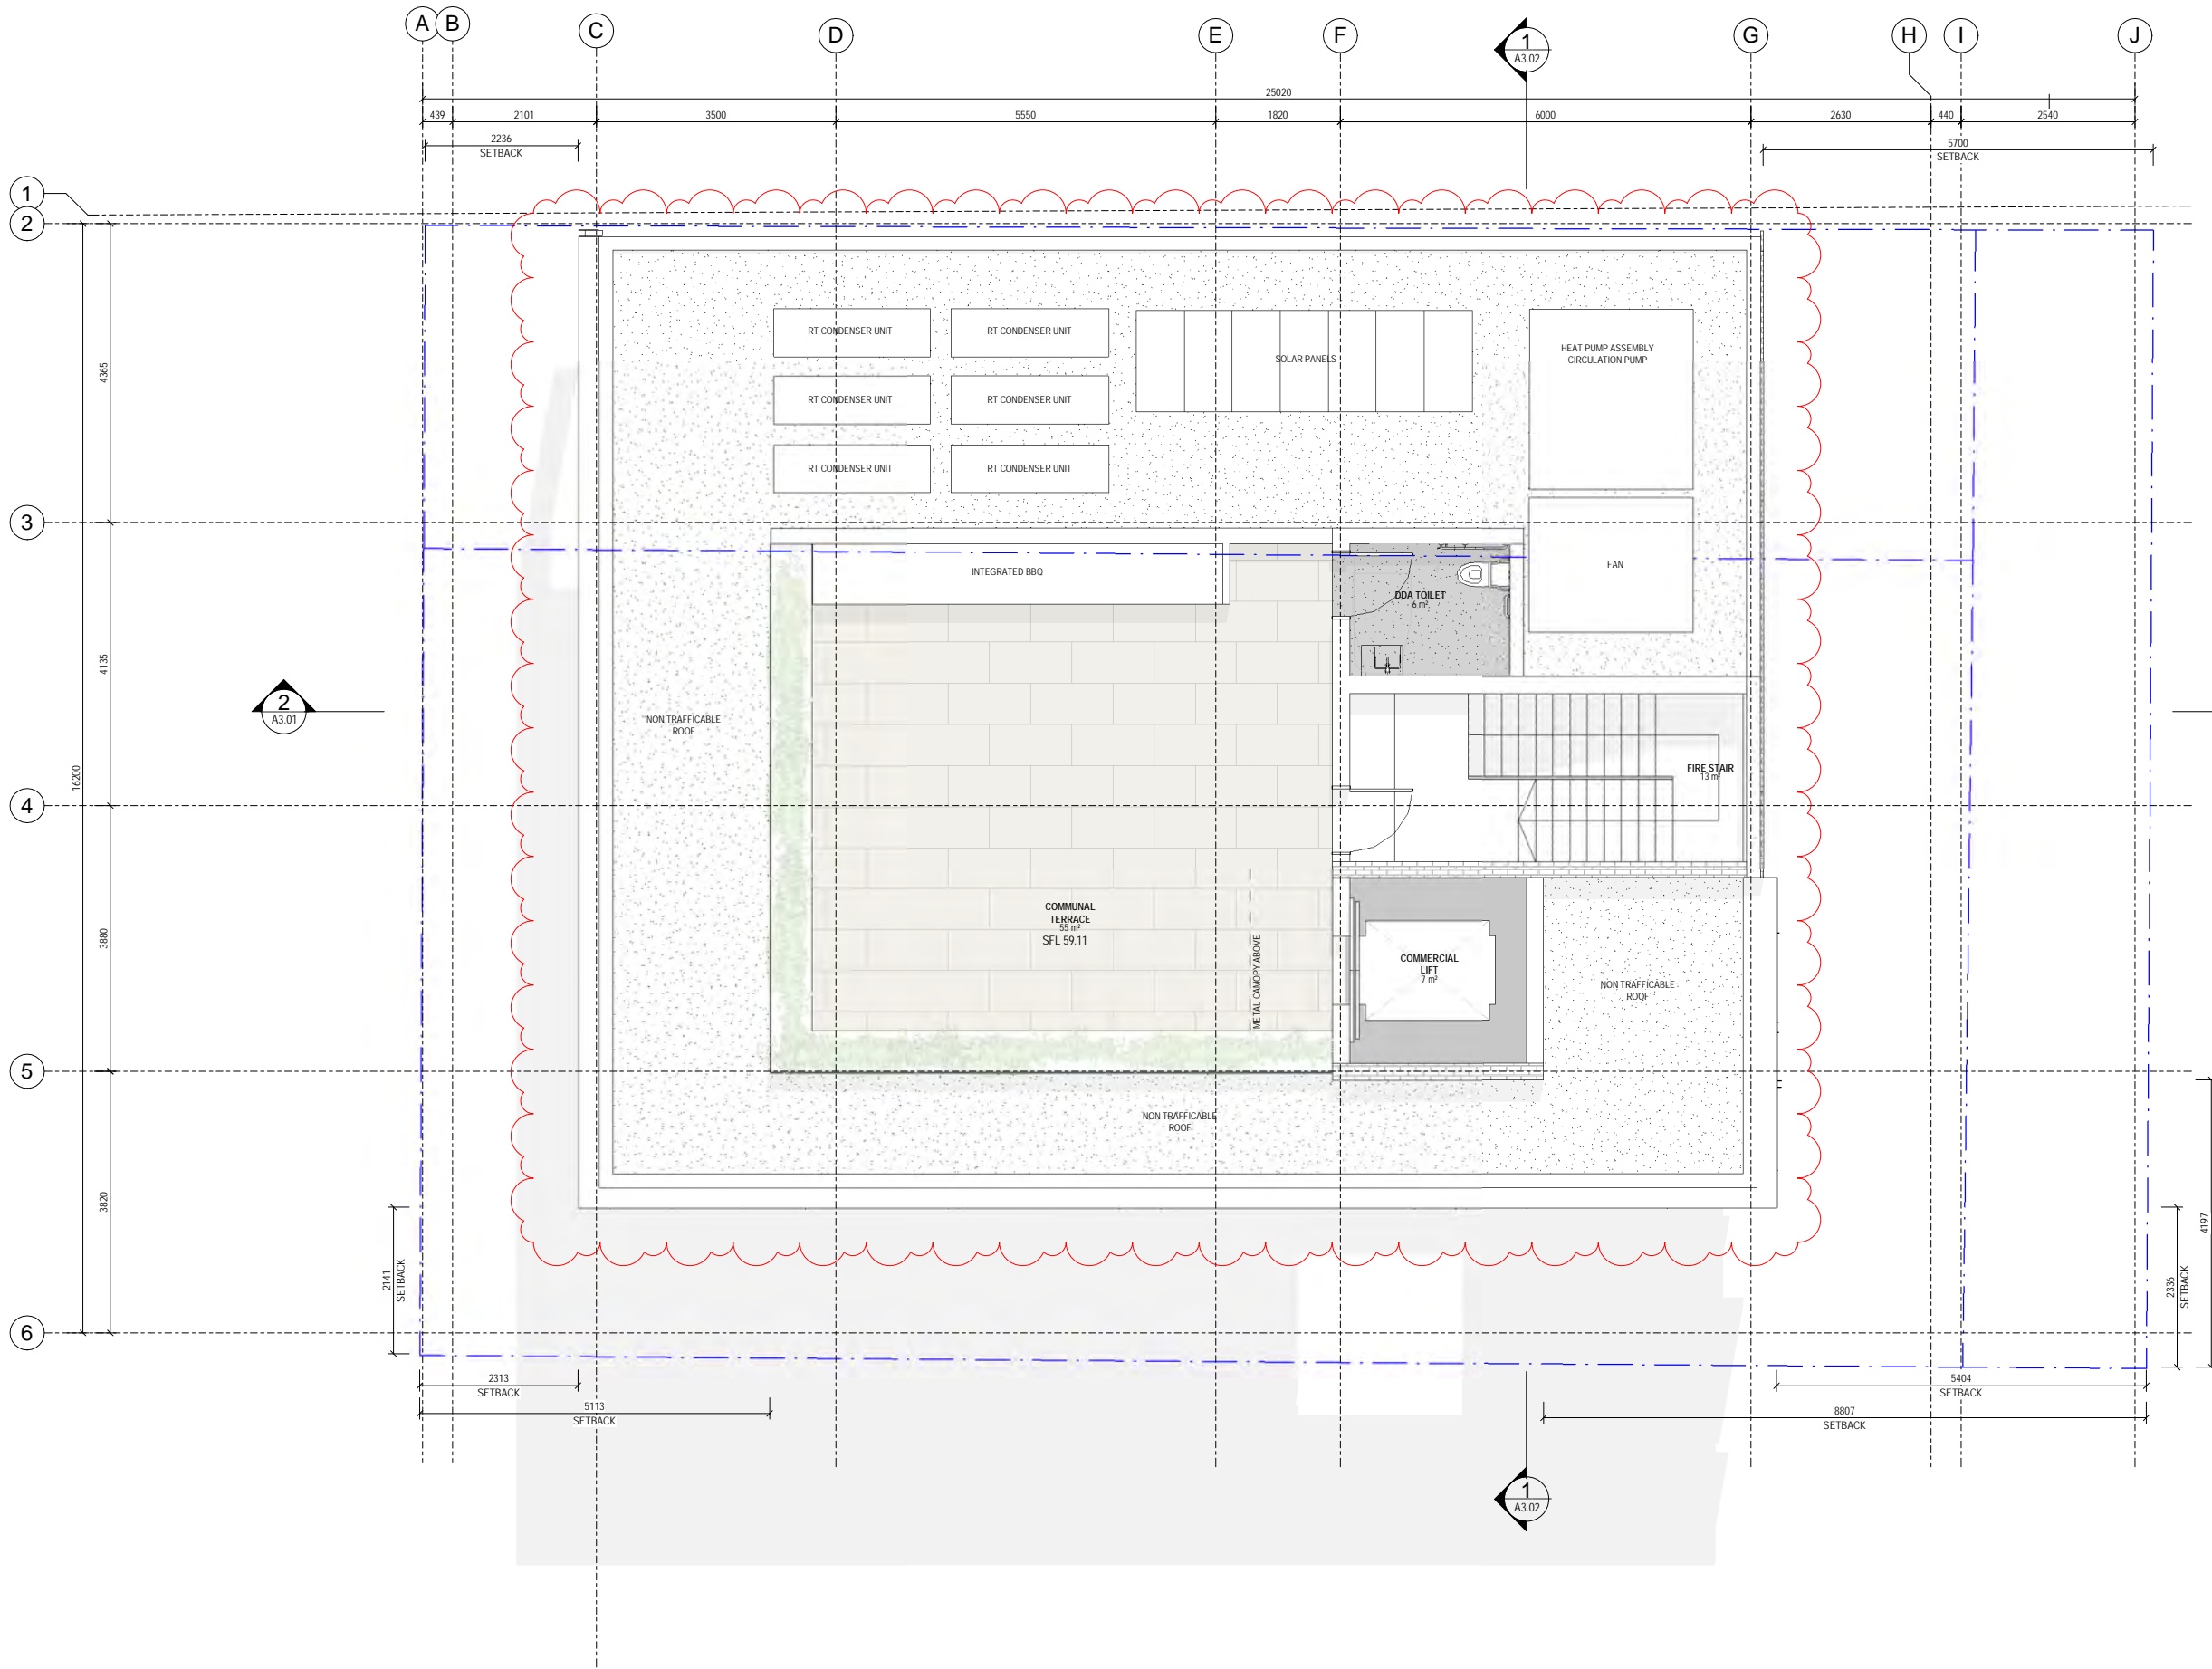 A B C D E F G H I J
1
A3.02
25020
439 2101 3500 5550 1820 6000 2630 440 2540
2236
SETBACK
5700
SETBACK
1
2
RT CONDENSER UNIT RT CONDENSER UNIT
SOLAR PANELS
HEAT PUMP ASSEMBLY
CIRCULATION PUMP
4365
RT CONDENSER UNIT RT CONDENSER UNIT
RT CONDENSER UNIT RT CONDENSER UNIT
3
INTEGRATED BBQ
FAN
DDA TOILET
6 m²
4135
2
A3.01
NON TRAFFICABLE
ROOF
16200
FIRE STAIR
13 m²
4
COMMUNAL
TERRACE
55 m²
SFL 59.11
METAL CAMOPY ABOVE
3880
COMMERCIAL
LIFT
7 m²
NON TRAFFICABLE
ROOF
5
NON TRAFFICABLE
ROOF
3820
2141
SETBACK
4197
2336
SETBACK
6
2313
SETBACK
5113
SETBACK
5404
SETBACK
8807
SETBACK
1
A3.02